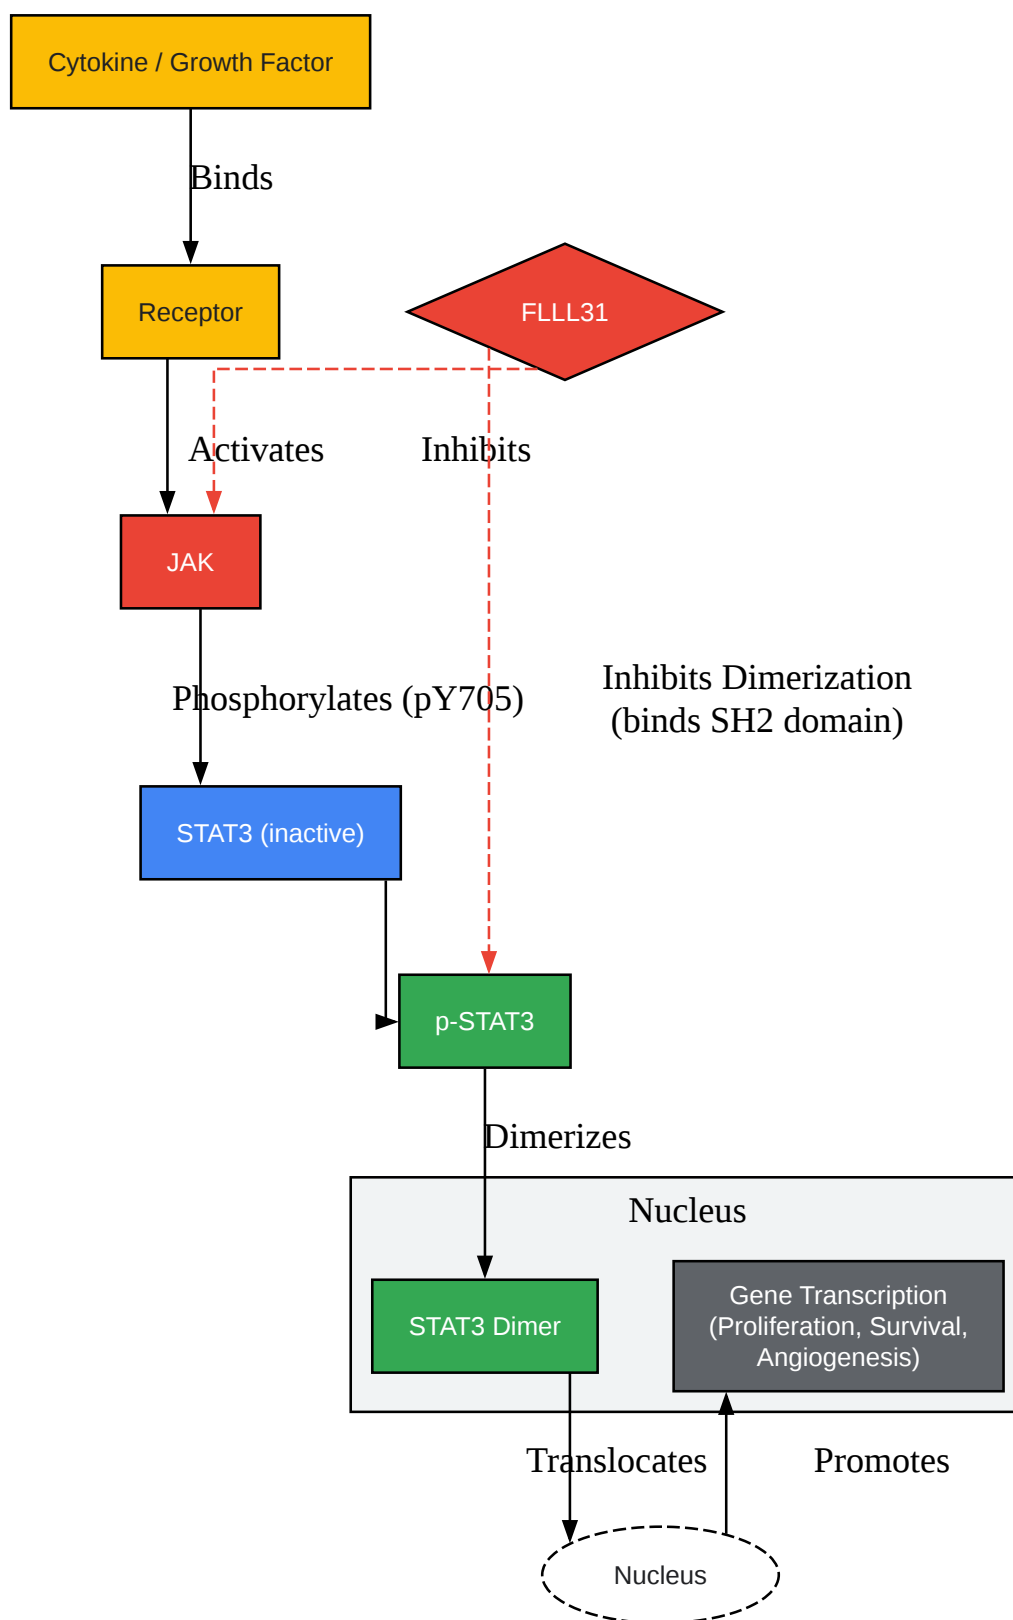 Cytokine / Growth Factor
Binds
Receptor
FLLL31
Activates
Inhibits
JAK
Phosphorylates (pY705)
Inhibits Dimerization
(binds SH2 domain)
STAT3 (inactive)
p-STAT3
Dimerizes
Nucleus
STAT3 Dimer
Gene Transcription
(Proliferation, Survival,
Angiogenesis)
Translocates
Promotes
Nucleus